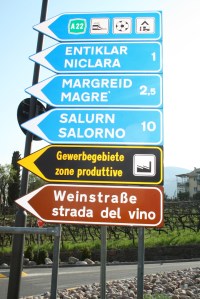 A22
ENTIKLAR
NICLARA 1
MARGREID
MAGRE' 2,5
SALURN
SALORNO 10
Gewerbegebiete
zone produttive
Weinstraße
strada del vino